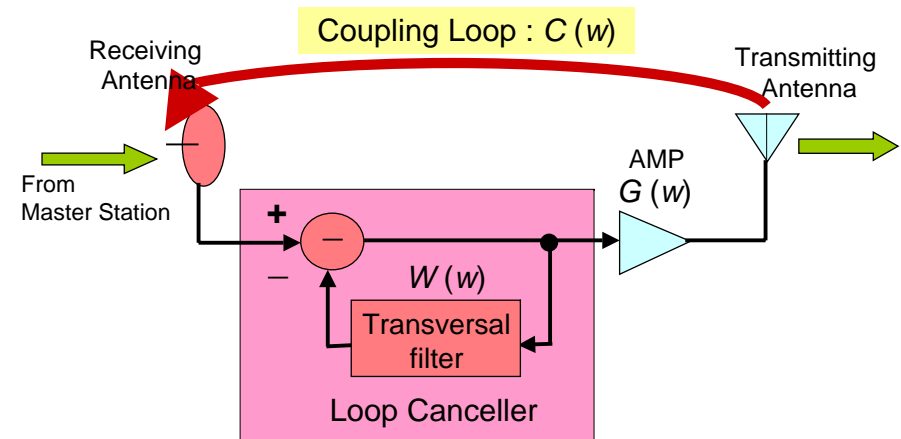 Coupling Loop : C (w)
Receiving
Antenna
Transmitting
Antenna
From
Master Station
AMP
G (w)
+
−
−
W (w)
Transversal
filter
Loop Canceller